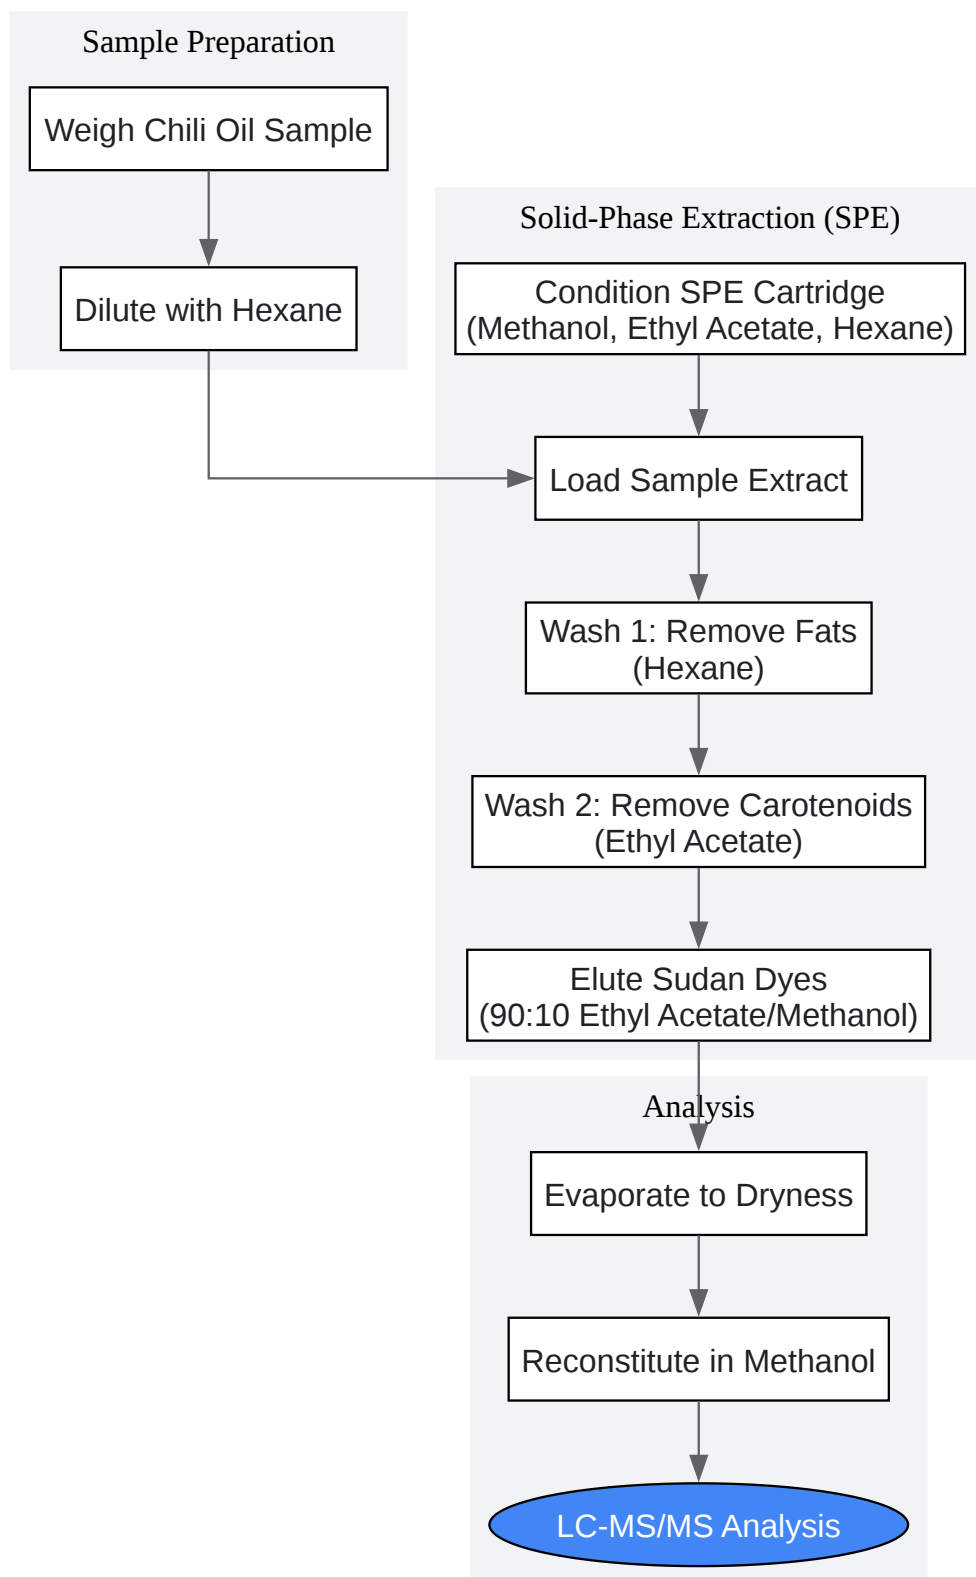 Sample Preparation
Weigh Chili Oil Sample
Dilute with Hexane
Solid-Phase Extraction (SPE)
Condition SPE Cartridge
(Methanol, Ethyl Acetate, Hexane)
Load Sample Extract
Wash 1: Remove Fats
(Hexane)
Wash 2: Remove Carotenoids
(Ethyl Acetate)
Elute Sudan Dyes
(90:10 Ethyl Acetate/Methanol)
Analysis
Evaporate to Dryness
Reconstitute in Methanol
LC-MS/MS Analysis